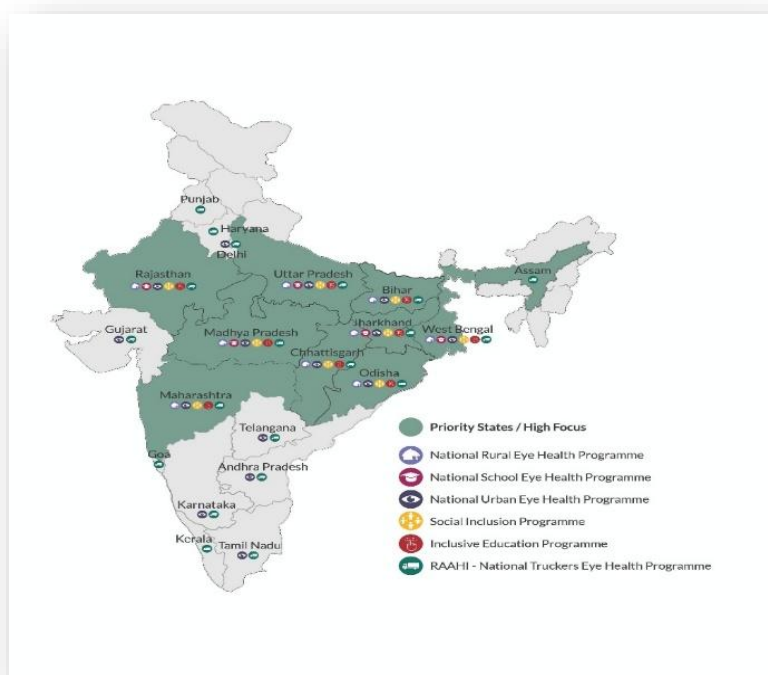 Punjab
Haryana
Delhi
Rajasthan
Uttar Pradesh
Bihar
Assam
Gujarat
Madhya Pradesh
Jharkhand
West Bengal
Chhattisgarh
Odisha
Maharashtra
Priority States / High Focus
Telangana
National Rural Eye Health Programme
Goa
Andhra Pradesh
National School Eye Health Programme
National Urban Eye Health Programme
Karnataka
Social Inclusion Programme
Kerala
Tamil Nadu
Inclusive Education Programme
RAAHI - National Truckers Eye Health Programme